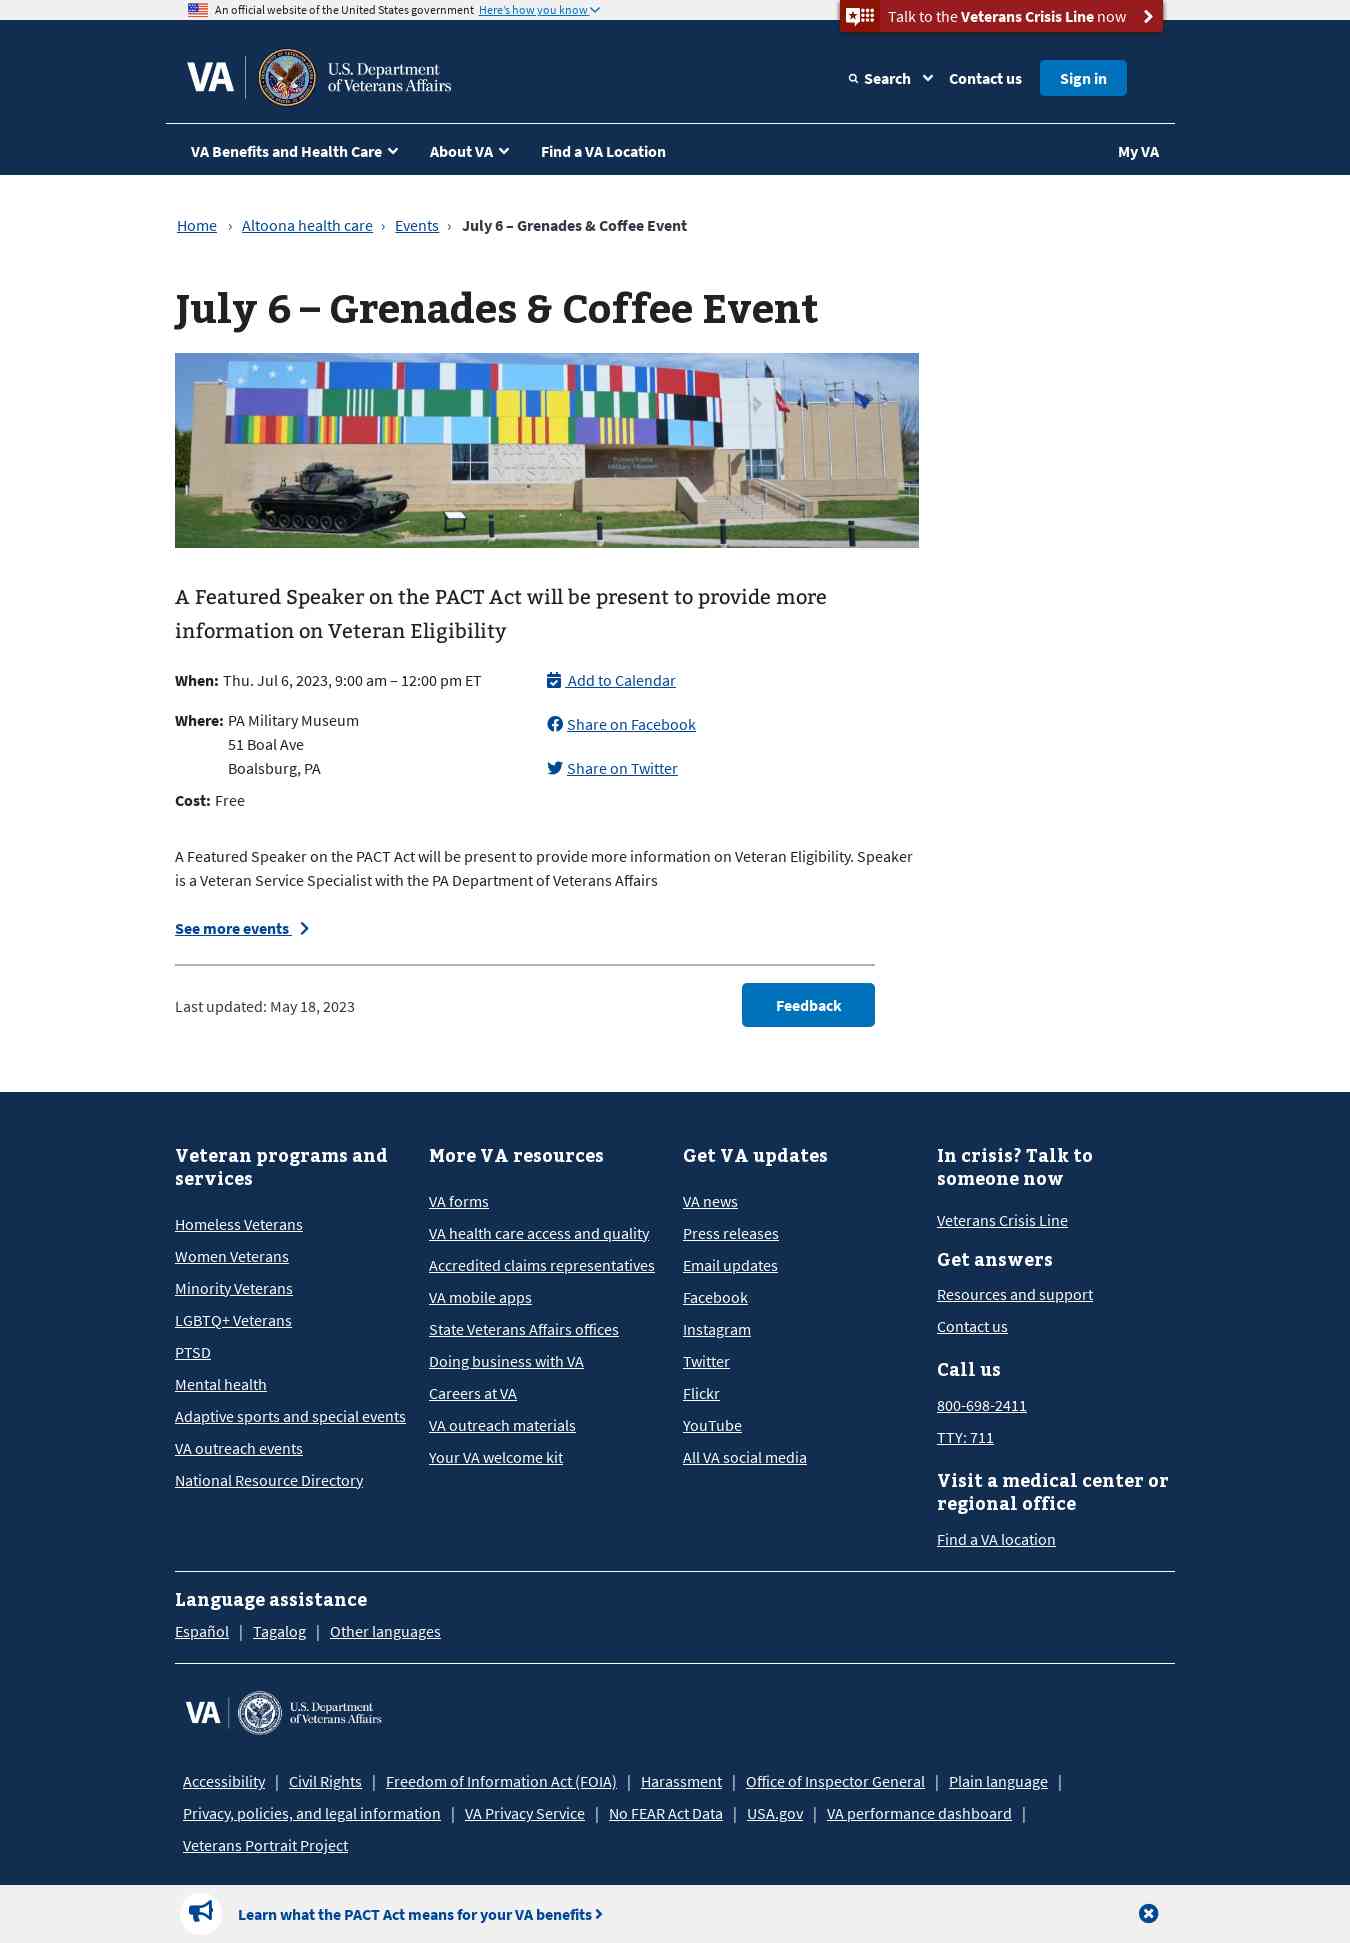 An official website of the United States government Here's how you know
Talk to the Veterans Crisis Line now
VA
U.S. Department
of Veterans Affairs
Search
Contact us
Sign in
VA Benefits and Health Care
About VA
Find a VA Location
My VA
Home › Altoona health care › Events › July 6 – Grenades & Coffee Event
July 6 – Grenades & Coffee Event
Pennsylvania
Military Museum
A Featured Speaker on the PACT Act will be present to provide more
information on Veteran Eligibility
When: Thu. Jul 6, 2023, 9:00 am – 12:00 pm ET
Where: PA Military Museum
51 Boal Ave
Boalsburg, PA
Cost: Free
Add to Calendar
Share on Facebook
Share on Twitter
A Featured Speaker on the PACT Act will be present to provide more information on Veteran Eligibility. Speaker
is a Veteran Service Specialist with the PA Department of Veterans Affairs
See more events
Last updated: May 18, 2023
Feedback
Veteran programs and
services
Homeless Veterans
Women Veterans
Minority Veterans
LGBTQ+ Veterans
PTSD
Mental health
Adaptive sports and special events
VA outreach events
National Resource Directory
More VA resources
VA forms
VA health care access and quality
Accredited claims representatives
VA mobile apps
State Veterans Affairs offices
Doing business with VA
Careers at VA
VA outreach materials
Your VA welcome kit
Get VA updates
VA news
Press releases
Email updates
Facebook
Instagram
Twitter
Flickr
YouTube
All VA social media
In crisis? Talk to
someone now
Veterans Crisis Line
Get answers
Resources and support
Contact us
Call us
800-698-2411
TTY: 711
Visit a medical center or
regional office
Find a VA location
Language assistance
Español | Tagalog | Other languages
VA
U.S. Department
of Veterans Affairs
Accessibility | Civil Rights | Freedom of Information Act (FOIA) | Harassment | Office of Inspector General | Plain language |
Privacy, policies, and legal information | VA Privacy Service | No FEAR Act Data | USA.gov | VA performance dashboard |
Veterans Portrait Project
Learn what the PACT Act means for your VA benefits